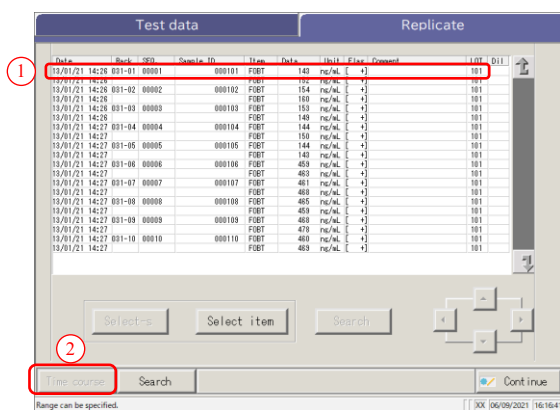 Test data Replicate
Date Rack SEQ. Sample ID Item Data Unit Flag Comment LOT Dil
13/01/21 14:26 031-01 00001 000101 FOBT 143 ng/mL [ +] 101
13/01/21 14:26 FOBT 152 ng/mL [ +] 101
13/01/21 14:26 031-02 00002 000102 FOBT 154 ng/mL [ +] 101
13/01/21 14:26 FOBT 160 ng/mL [ +] 101
13/01/21 14:26 031-03 00003 000103 FOBT 153 ng/mL [ +] 101
13/01/21 14:26 FOBT 149 ng/mL [ +] 101
13/01/21 14:27 031-04 00004 000104 FOBT 144 ng/mL [ +] 101
13/01/21 14:27 FOBT 150 ng/mL [ +] 101
13/01/21 14:27 031-05 00005 000105 FOBT 144 ng/mL [ +] 101
13/01/21 14:27 FOBT 143 ng/mL [ +] 101
13/01/21 14:27 031-06 00006 000106 FOBT 459 ng/mL [ +] 101
13/01/21 14:27 FOBT 463 ng/mL [ +] 101
13/01/21 14:27 031-07 00007 000107 FOBT 461 ng/mL [ +] 101
13/01/21 14:27 FOBT 468 ng/mL [ +] 101
13/01/21 14:27 031-08 00008 000108 FOBT 465 ng/mL [ +] 101
13/01/21 14:27 FOBT 459 ng/mL [ +] 101
13/01/21 14:27 031-09 00009 000109 FOBT 468 ng/mL [ +] 101
13/01/21 14:27 FOBT 478 ng/mL [ +] 101
13/01/21 14:27 031-10 00010 000110 FOBT 460 ng/mL [ +] 101
13/01/21 14:27 FOBT 469 ng/mL [ +] 101
1
Select-s Select item Search
2
Time course Search Continue
Range can be specified. XX 06/09/2021 16:16:4